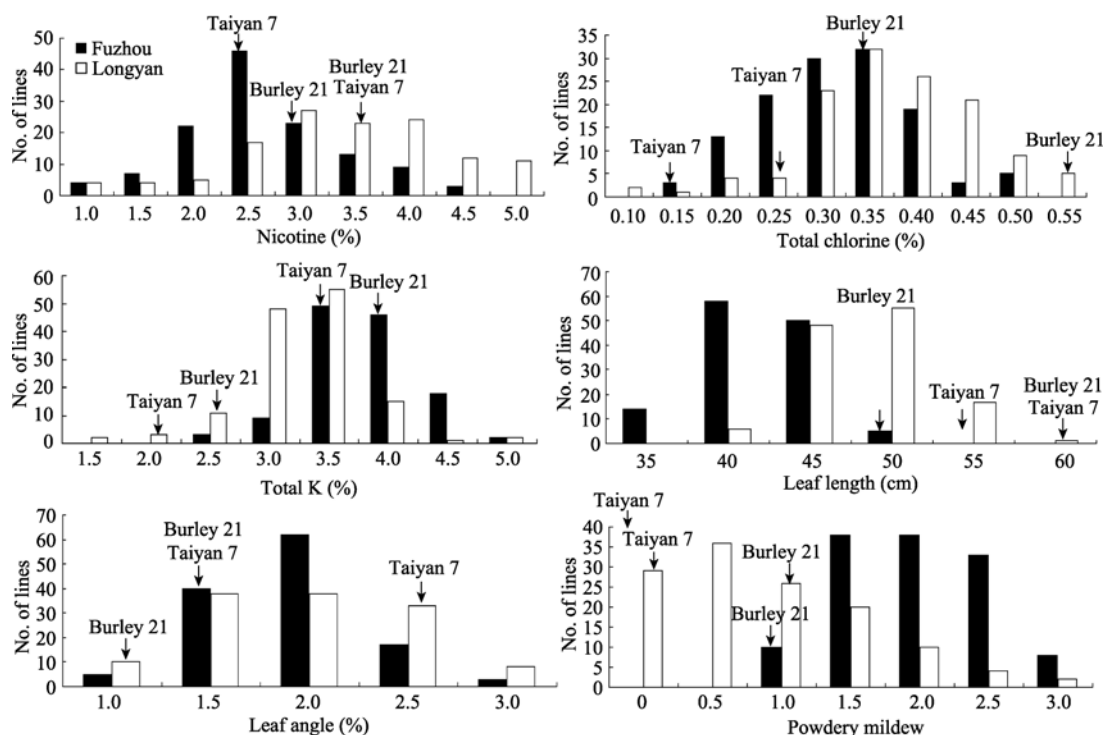 Taiyan 7
50
40
30
20
10
0
No. of lines
Fuzhou
Longyan
Burley 21
Burley 21
Taiyan 7
1.0 1.5 2.0 2.5 3.0 3.5 4.0 4.5 5.0
Nicotine (%)
35
30
25
20
15
10
5
0
No. of lines
Burley 21
Taiyan 7
Taiyan 7
Burley 21
0.10 0.15 0.20 0.25 0.30 0.35 0.40 0.45 0.50 0.55
Total chlorine (%)
60
50
40
30
20
10
0
No. of lines
Taiyan 7
Burley 21
Burley 21
Taiyan 7
1.5 2.0 2.5 3.0 3.5 4.0 4.5 5.0
Total K (%)
70
60
50
40
30
20
10
0
No. of lines
Burley 21
Taiyan 7
Burley 21
Taiyan 7
35 40 45 50 55 60
Leaf length (cm)
70
60
50
40
30
20
10
0
No. of lines
Burley 21
Taiyan 7
Taiyan 7
Burley 21
1.0 1.5 2.0 2.5 3.0
Leaf angle (%)
Taiyan 7
40
35
30
25
20
15
10
5
0
No. of lines
Taiyan 7
Burley 21
Burley 21
0 0.5 1.0 1.5 2.0 2.5 3.0
Powdery mildew